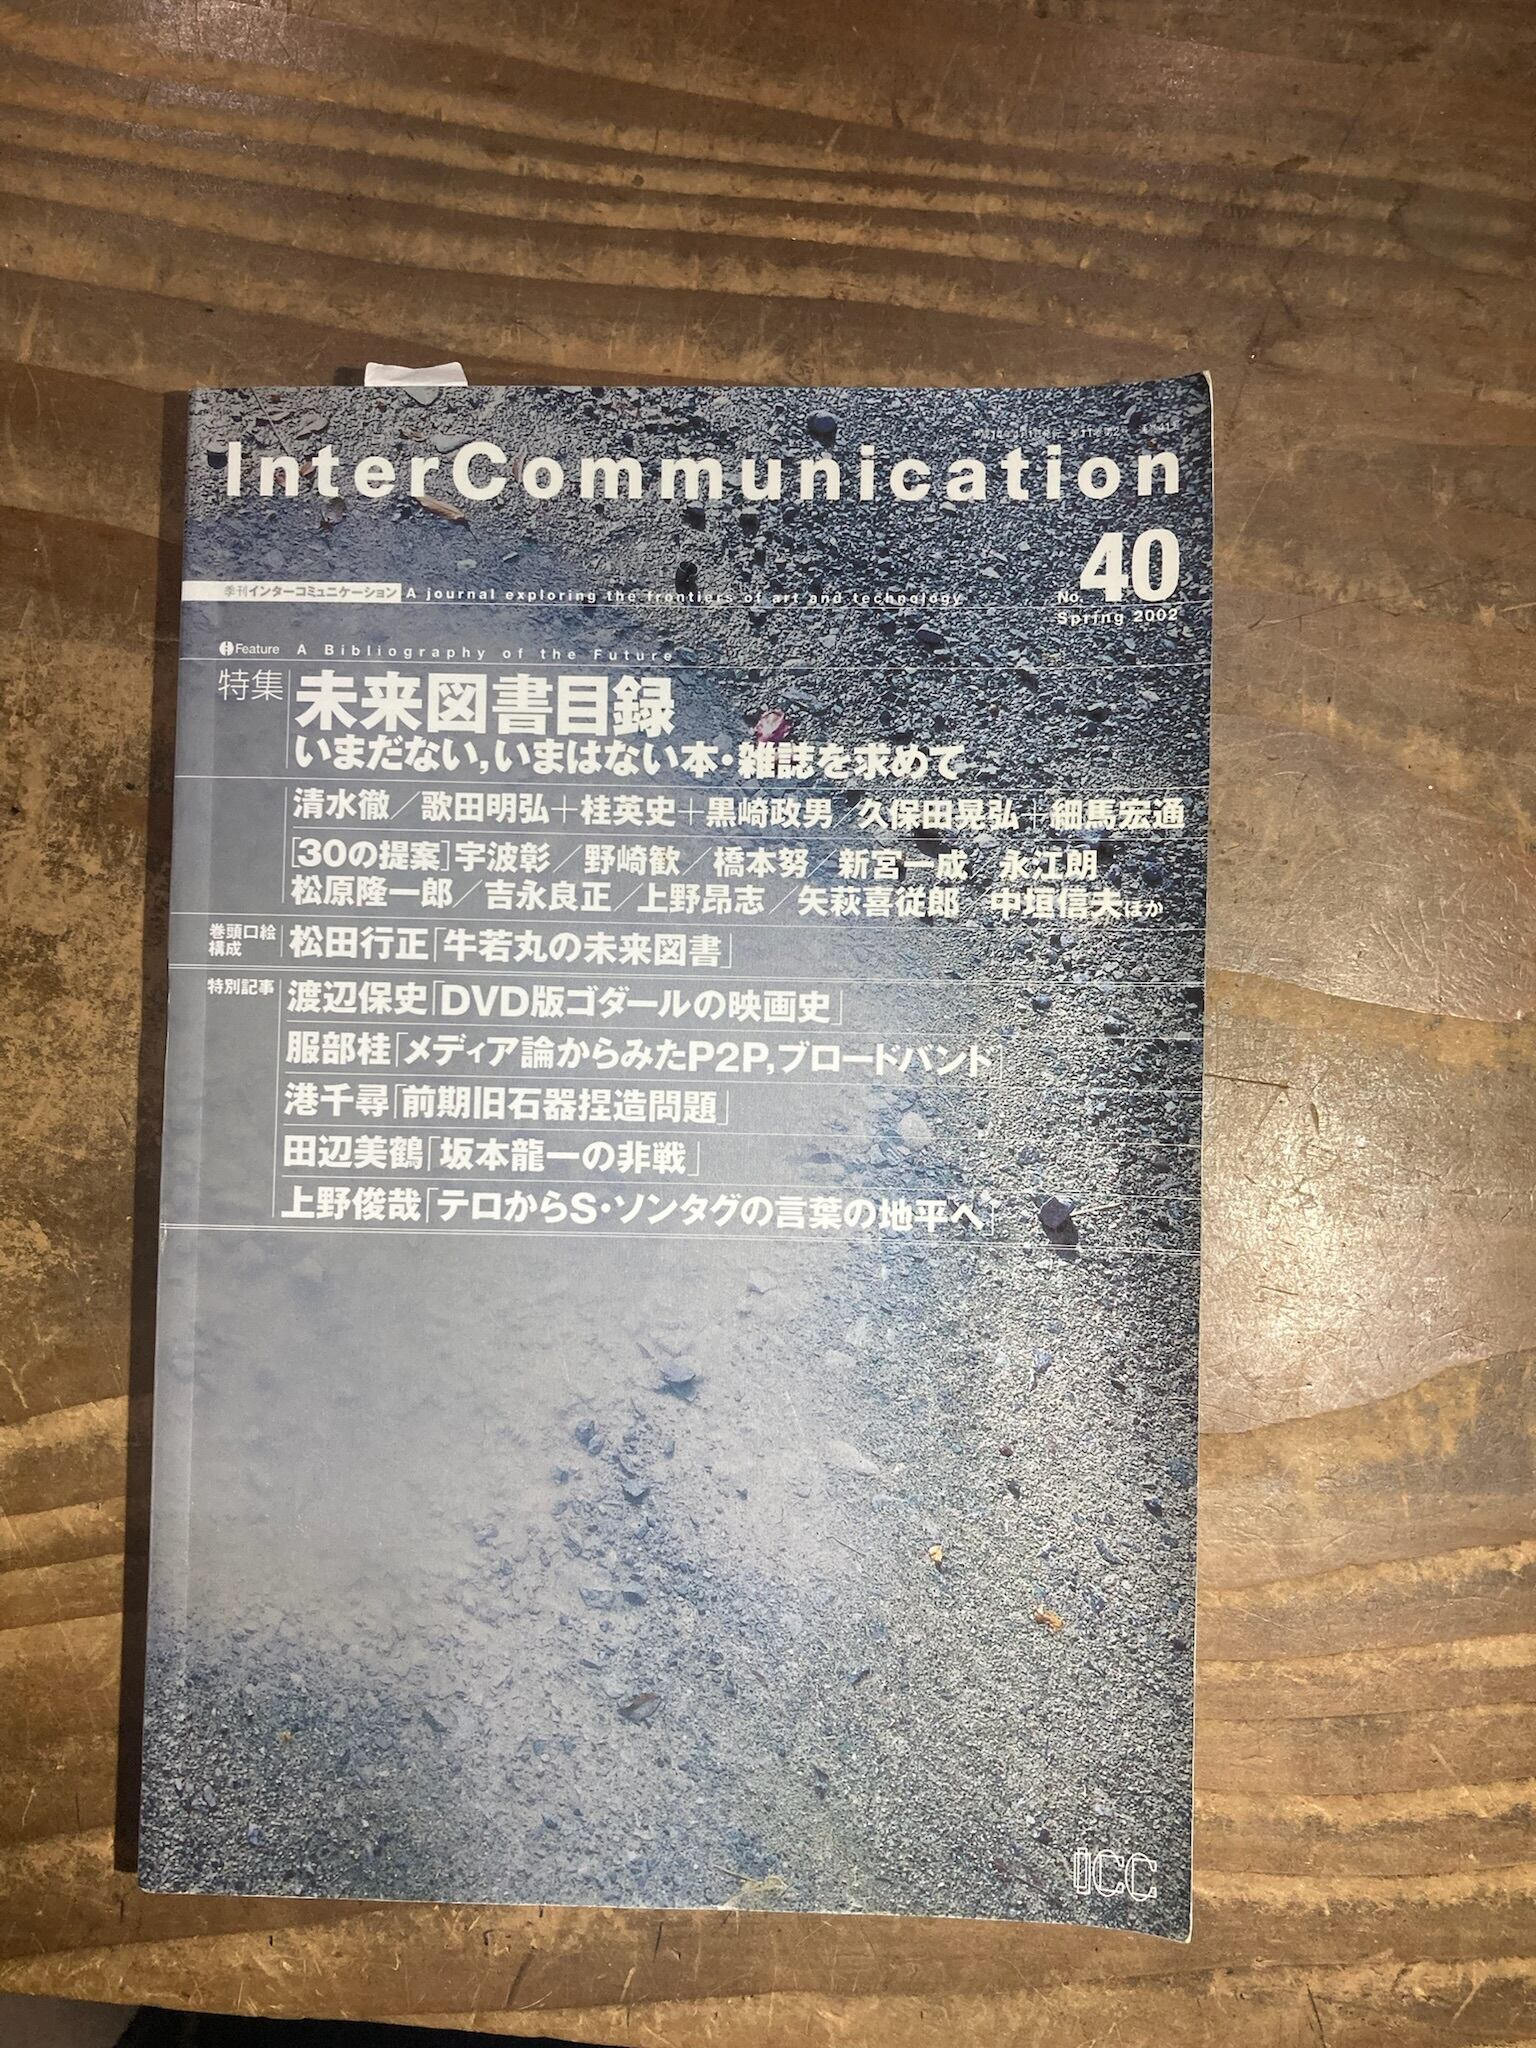 InterCommunication
No. 40
季刊インターコミュニケーション A journal exploring the frontiers of art and technology
Spring 2002
Feature A Bibliography of the Future
特集 未来図書目録
いまだない,いまはない本・雑誌を求めて
清水徹／歌田明弘＋桂英史＋黒崎政男／久保田晃弘＋細馬宏通
[30の提案]宇波彰／野崎歓／橋本努／新宮一成／永江朗
松原隆一郎／吉永良正／上野昂志／矢萩喜従郎／中垣信夫ほか
巻頭口絵構成 松田行正「牛若丸の未来図書」
特別記事 渡辺保史「DVD版ゴダールの映画史」
服部桂「メディア論からみたP2P,ブロードバンド」
港千尋「前期旧石器捏造問題」
田辺美鶴「坂本龍一の非戦」
上野俊哉「テロからS・ソンタグの言葉の地平へ」
ICC